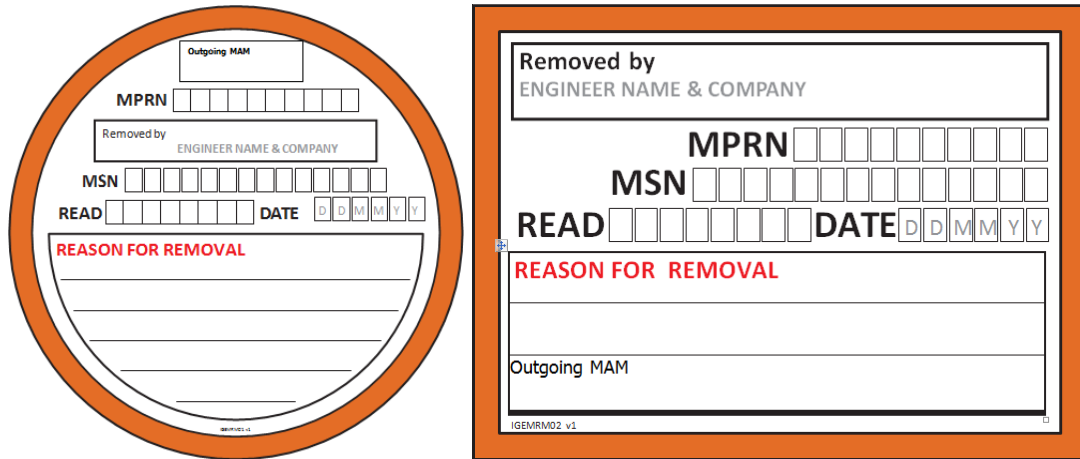 Outgoing MAM
MPRN
Removed by
ENGINEER NAME & COMPANY
MSN
READ DATE D D M M Y Y
REASON FOR REMOVAL
Removed by
ENGINEER NAME & COMPANY
MPRN
MSN
READ DATE D D M M Y Y
REASON FOR REMOVAL
Outgoing MAM
IGEMRM02 v1